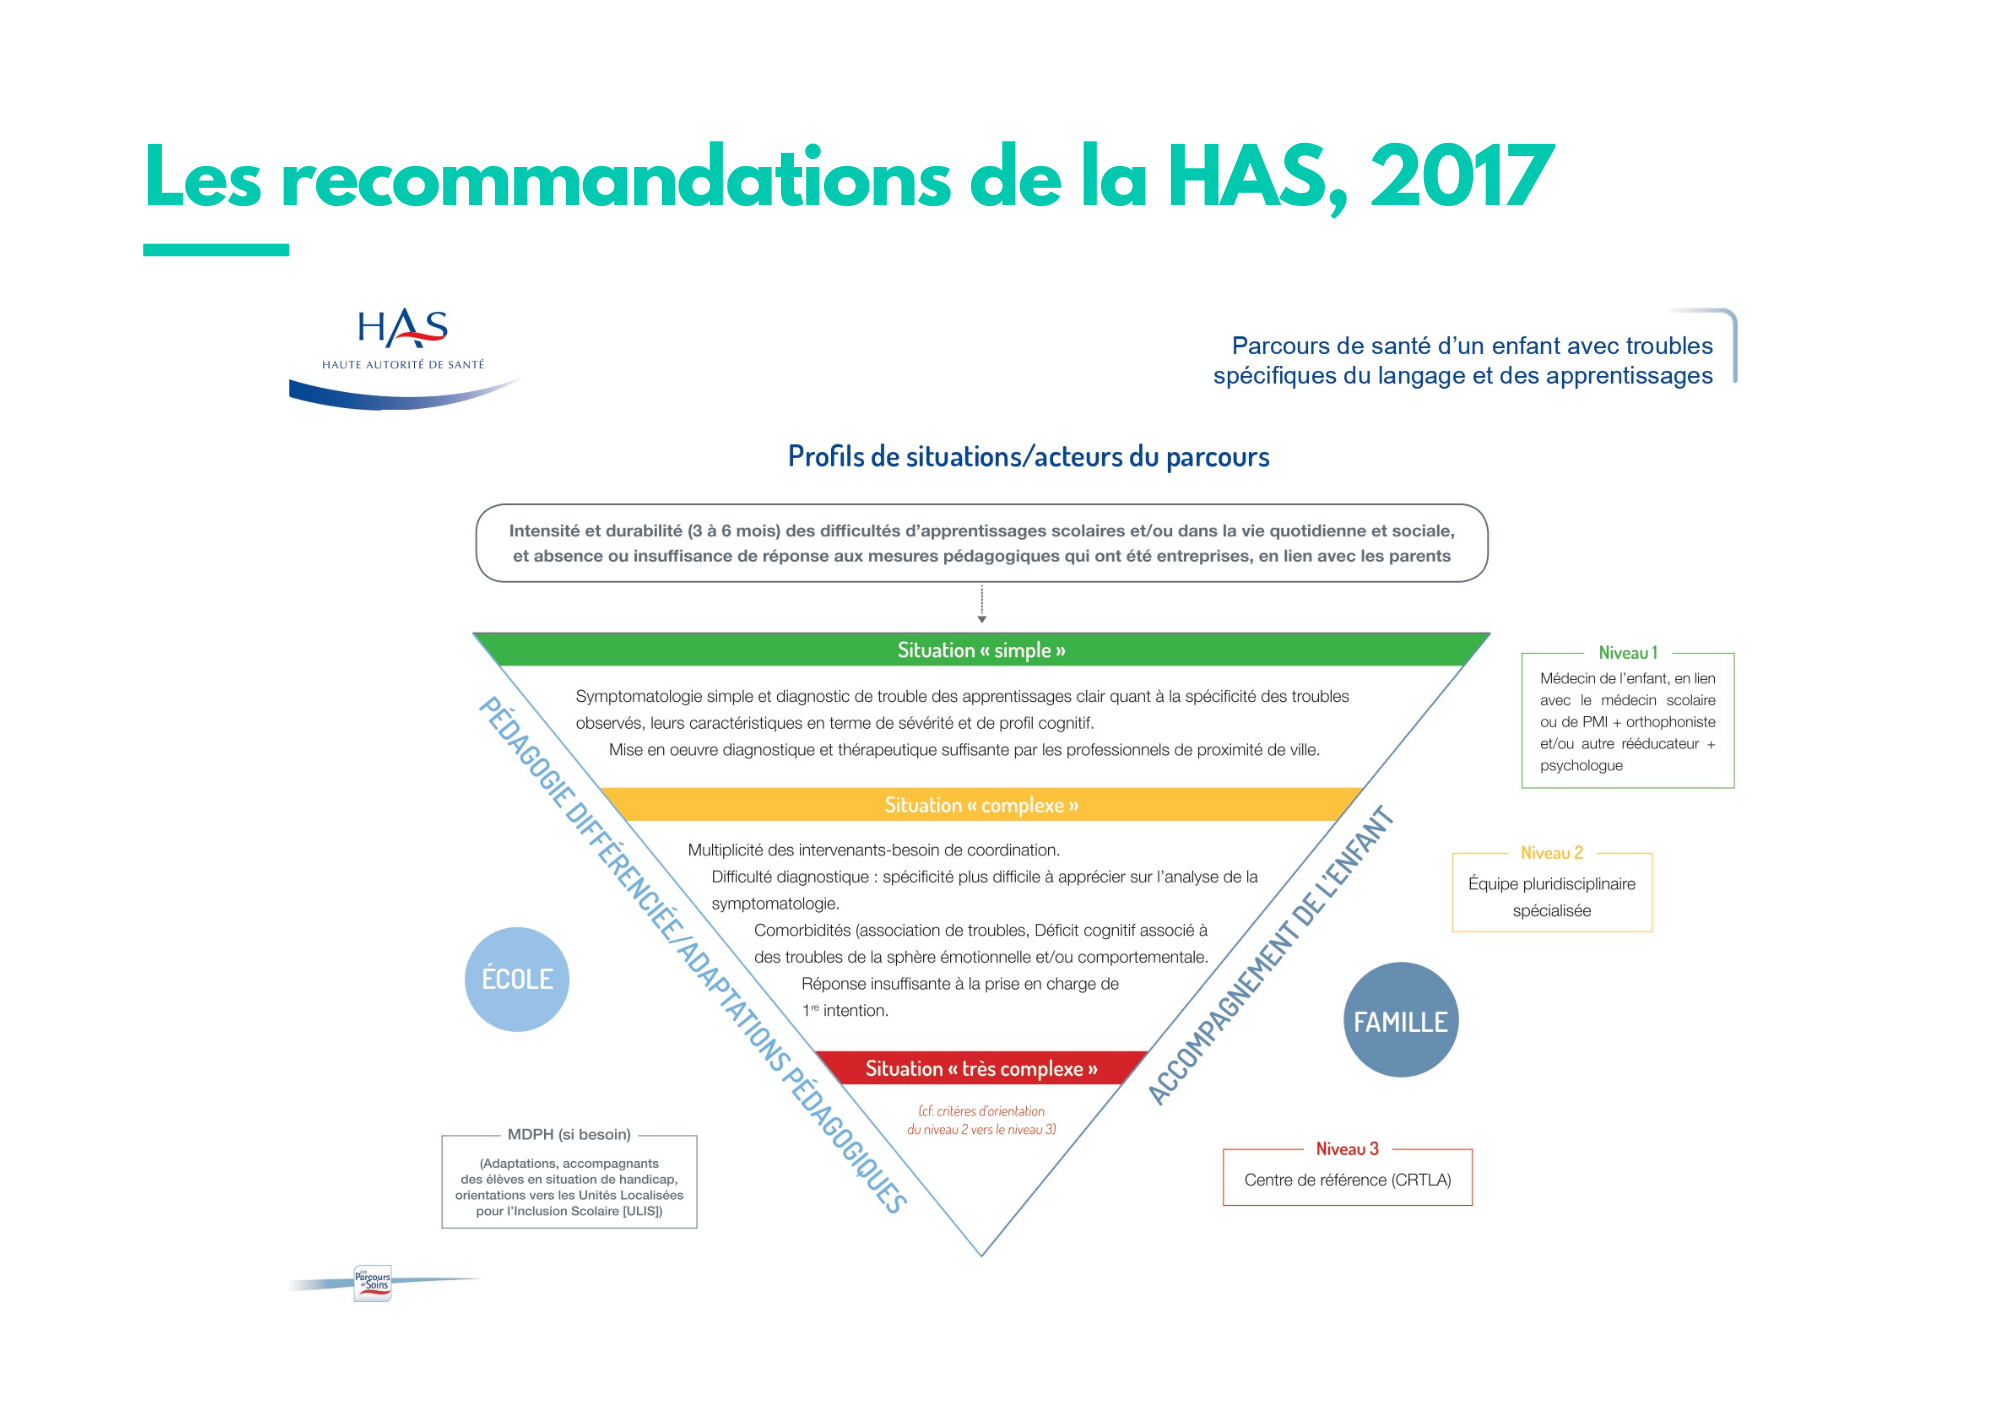 Les recommandations de la HAS, 2017
HAS
HAUTE AUTORITÉ DE SANTÉ
Parcours de santé d'un enfant avec troubles
spécifiques du langage et des apprentissages
Profils de situations/acteurs du parcours
Intensité et durabilité (3 à 6 mois) des difficultés d'apprentissages scolaires et/ou dans la vie quotidienne et sociale,
et absence ou insuffisance de réponse aux mesures pédagogiques qui ont été entreprises, en lien avec les parents
Situation « simple »
Symptomatologie simple et diagnostic de trouble des apprentissages clair quant à la spécificité des troubles
observés, leurs caractéristiques en terme de sévérité et de profil cognitif.
Mise en oeuvre diagnostique et thérapeutique suffisante par les professionnels de proximité de ville.
Niveau 1
Médecin de l'enfant, en lien
avec le médecin scolaire
ou de PMI + orthophoniste
et/ou autre rééducateur +
psychologue
Situation « complexe »
Multiplicité des intervenants-besoin de coordination.
Difficulté diagnostique : spécificité plus difficile à apprécier sur l'analyse de la
symptomatologie.
Comorbidités (association de troubles, Déficit cognitif associé à
des troubles de la sphère émotionnelle et/ou comportementale.
Réponse insuffisante à la prise en charge de
1re intention.
Niveau 2
Équipe pluridisciplinaire
spécialisée
PÉDAGOGIE DIFFÉRENCIÉE/ADAPTATIONS PÉDAGOGIQUES
ACCOMPAGNEMENT DE L'ENFANT
ÉCOLE
FAMILLE
Situation « très complexe »
(cf. critères d'orientation
du niveau 2 vers le niveau 3)
MDPH (si besoin)
(Adaptations, accompagnants
des élèves en situation de handicap,
orientations vers les Unités Localisées
pour l'Inclusion Scolaire [ULIS])
Niveau 3
Centre de référence (CRTLA)
Les
Parcours
de Soins